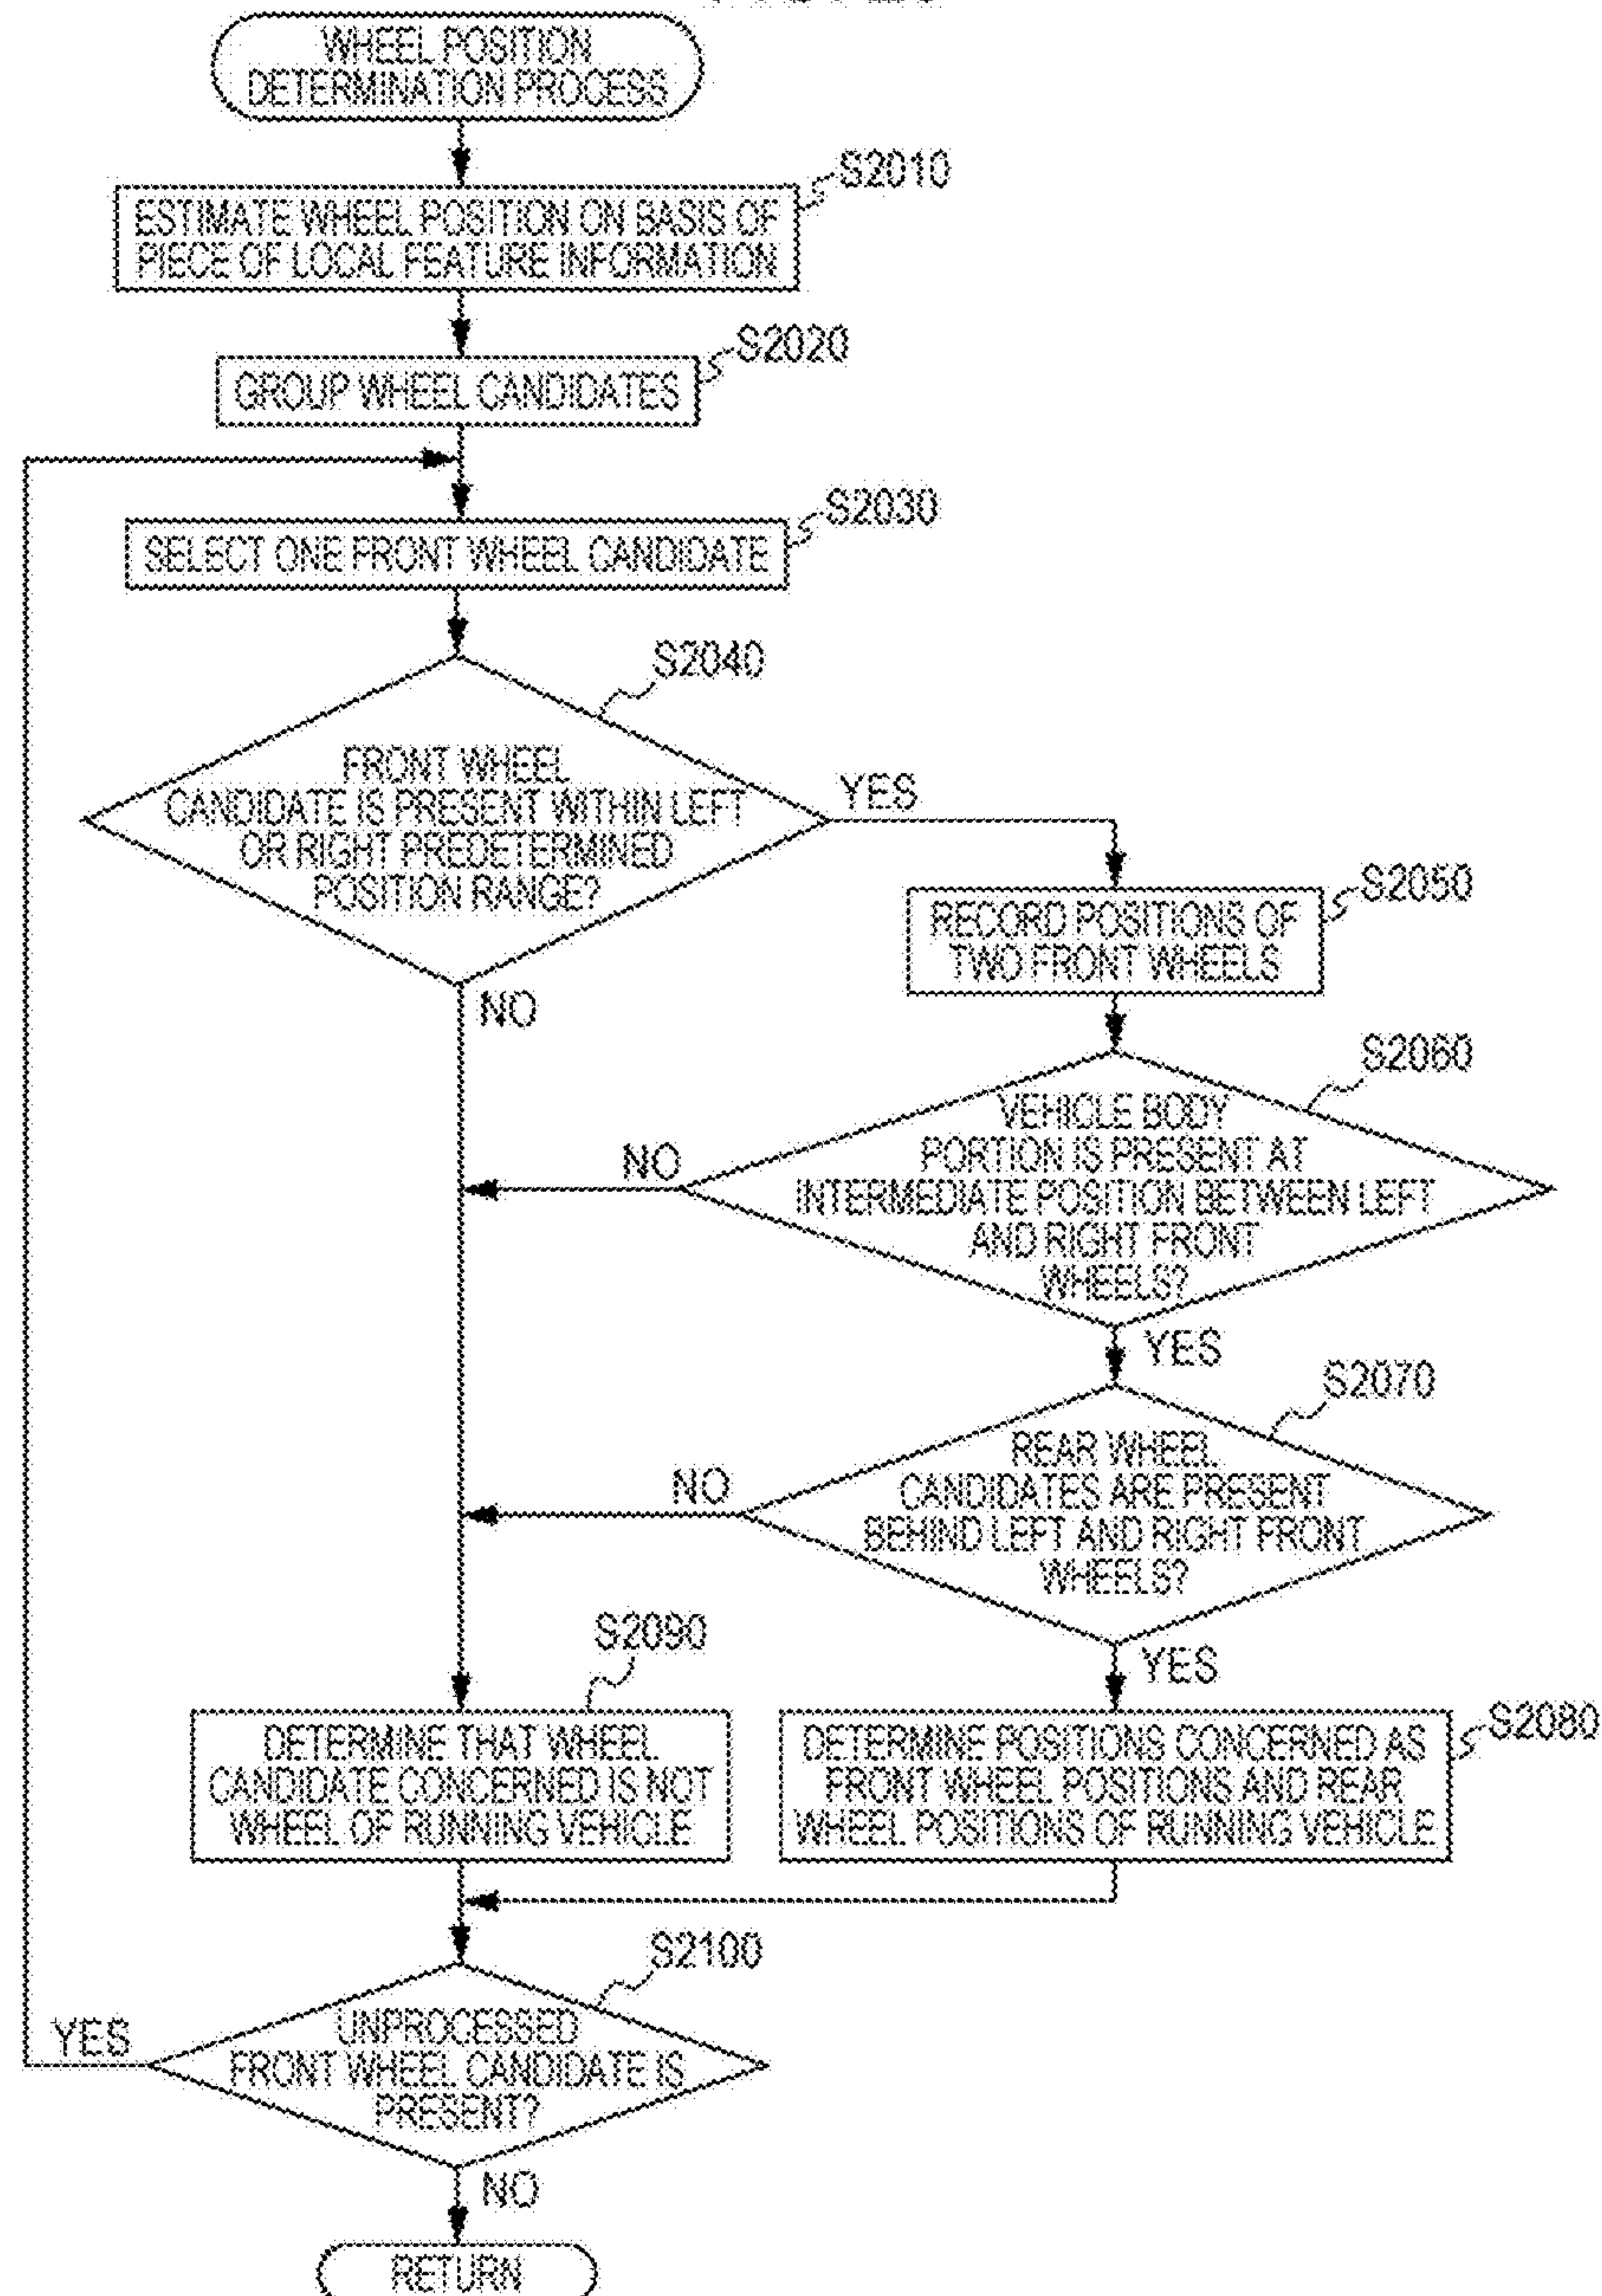 WHEEL POSITION
DETERMINATION PROCESS
S2010
ESTIMATE WHEEL POSITION ON BASIS OF
PIECE OF LOCAL FEATURE INFORMATION
S2020
GROUP WHEEL CANDIDATES
S2030
SELECT ONE FRONT WHEEL CANDIDATE
S2040
FRONT WHEEL
CANDIDATE IS PRESENT WITHIN LEFT
OR RIGHT PREDETERMINED
POSITION RANGE?
YES
NO
S2050
RECORD POSITIONS OF
TWO FRONT WHEELS
S2060
VEHICLE BODY
PORTION IS PRESENT AT
INTERMEDIATE POSITION BETWEEN LEFT
AND RIGHT FRONT
WHEELS?
NO
YES
S2070
REAR WHEEL
CANDIDATES ARE PRESENT
BEHIND LEFT AND RIGHT FRONT
WHEELS?
NO
YES
S2090
DETERMINE THAT WHEEL
CANDIDATE CONCERNED IS NOT
WHEEL OF RUNNING VEHICLE
S2080
DETERMINE POSITIONS CONCERNED AS
FRONT WHEEL POSITIONS AND REAR
WHEEL POSITIONS OF RUNNING VEHICLE
S2100
UNPROCESSED
FRONT WHEEL CANDIDATE IS
PRESENT?
YES
NO
RETURN